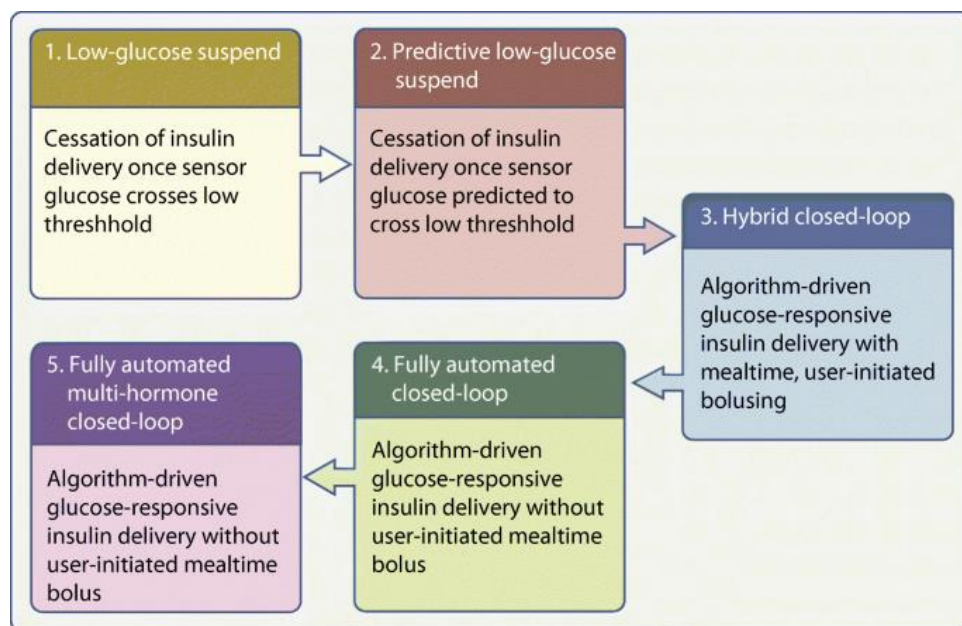 1. Low-glucose suspend
Cessation of insulin
delivery once sensor
glucose crosses low
threshhold
2. Predictive low-glucose
suspend
Cessation of insulin
delivery once sensor
glucose predicted to
cross low threshhold
3. Hybrid closed-loop
Algorithm-driven
glucose-responsive
insulin delivery with
mealtime, user-initiated
bolusing
4. Fully automated
closed-loop
Algorithm-driven
glucose-responsive
insulin delivery without
user-initiated mealtime
bolus
5. Fully automated
multi-hormone
closed-loop
Algorithm-driven
glucose-responsive
insulin delivery without
user-initiated mealtime
bolus